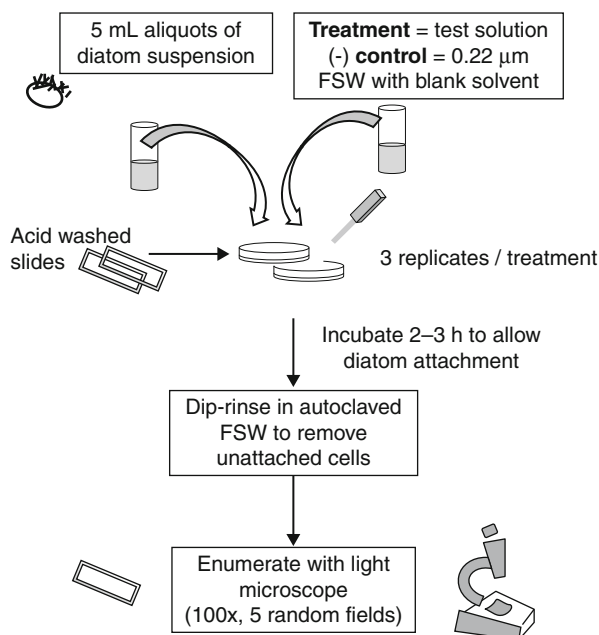 5 mL aliquots of
diatom suspension
Treatment = test solution
(-) control = 0.22 μm
FSW with blank solvent
Acid washed
slides
3 replicates / treatment
Incubate 2–3 h to allow
diatom attachment
Dip-rinse in autoclaved
FSW to remove
unattached cells
Enumerate with light
microscope
(100x, 5 random fields)